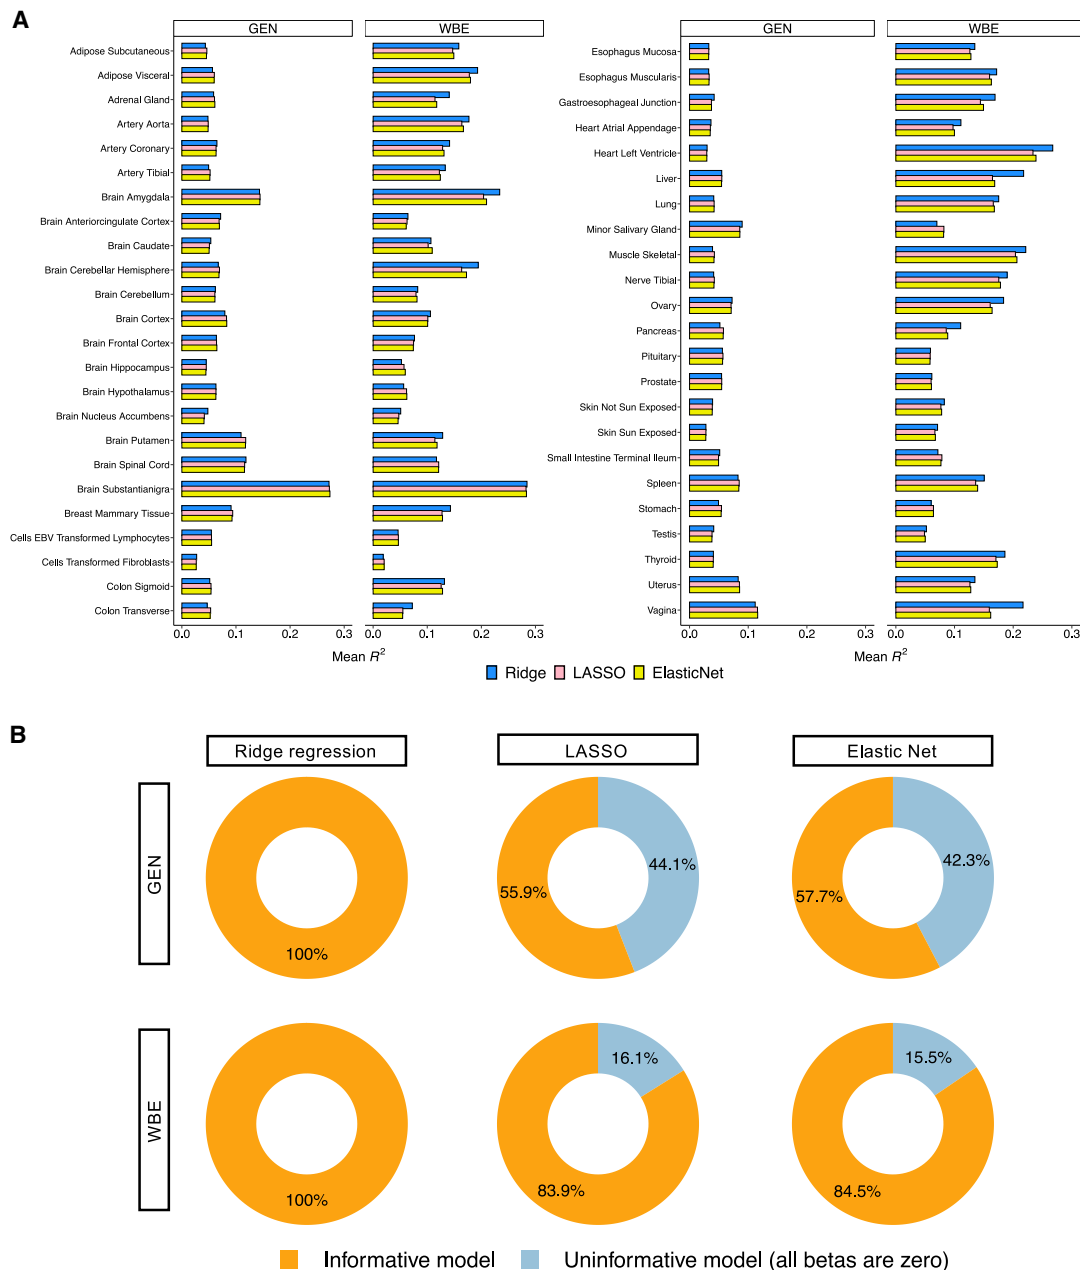 A
GEN
WBE
Adipose Subcutaneous
Adipose Visceral
Adrenal Gland
Artery Aorta
Artery Coronary
Artery Tibial
Brain Amygdala
Brain Anteriorcingulate Cortex
Brain Caudate
Brain Cerebellar Hemisphere
Brain Cerebellum
Brain Cortex
Brain Frontal Cortex
Brain Hippocampus
Brain Hypothalamus
Brain Nucleus Accumbens
Brain Putamen
Brain Spinal Cord
Brain Substantianigra
Breast Mammary Tissue
Cells EBV Transformed Lymphocytes
Cells Transformed Fibroblasts
Colon Sigmoid
Colon Transverse
0.0 0.1 0.2 0.3 0.0 0.1 0.2 0.3
Mean R²
GEN
WBE
Esophagus Mucosa
Esophagus Muscularis
Gastroesophageal Junction
Heart Atrial Appendage
Heart Left Ventricle
Liver
Lung
Minor Salivary Gland
Muscle Skeletal
Nerve Tibial
Ovary
Pancreas
Pituitary
Prostate
Skin Not Sun Exposed
Skin Sun Exposed
Small Intestine Terminal Ileum
Spleen
Stomach
Testis
Thyroid
Uterus
Vagina
0.0 0.1 0.2 0.3 0.0 0.1 0.2 0.3
Mean R²
Ridge LASSO ElasticNet
B
Ridge regression
LASSO
Elastic Net
GEN
100%
55.9%
44.1%
57.7%
42.3%
WBE
100%
83.9%
16.1%
84.5%
15.5%
Informative model Uninformative model (all betas are zero)